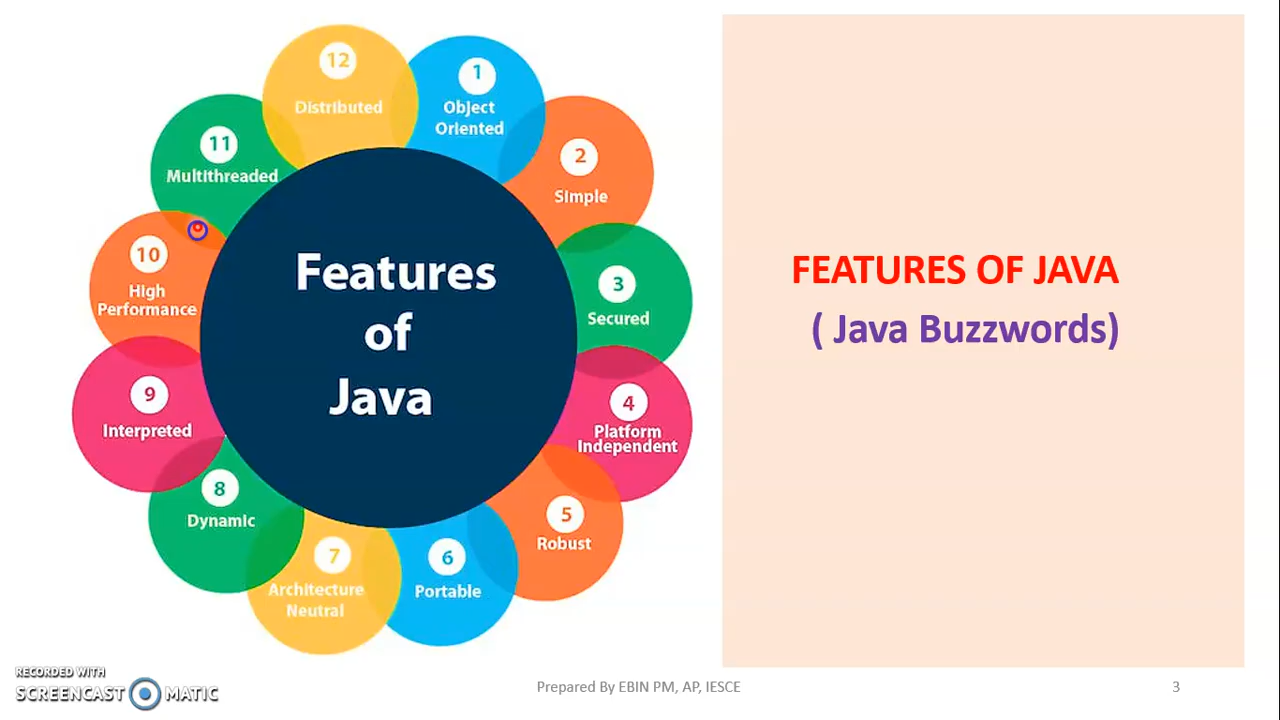 12
Distributed
1
Object
Oriented
2
Simple
3
Secured
4
Platform
Independent
5
Robust
6
Portable
7
Architecture
Neutral
8
Dynamic
9
Interpreted
10
High
Performance
11
Multithreaded
Features
of
Java
FEATURES OF JAVA
( Java Buzzwords)
RECORDED WITH
SCREENCAST MATIC
Prepared By EBIN PM, AP, IESCE
3